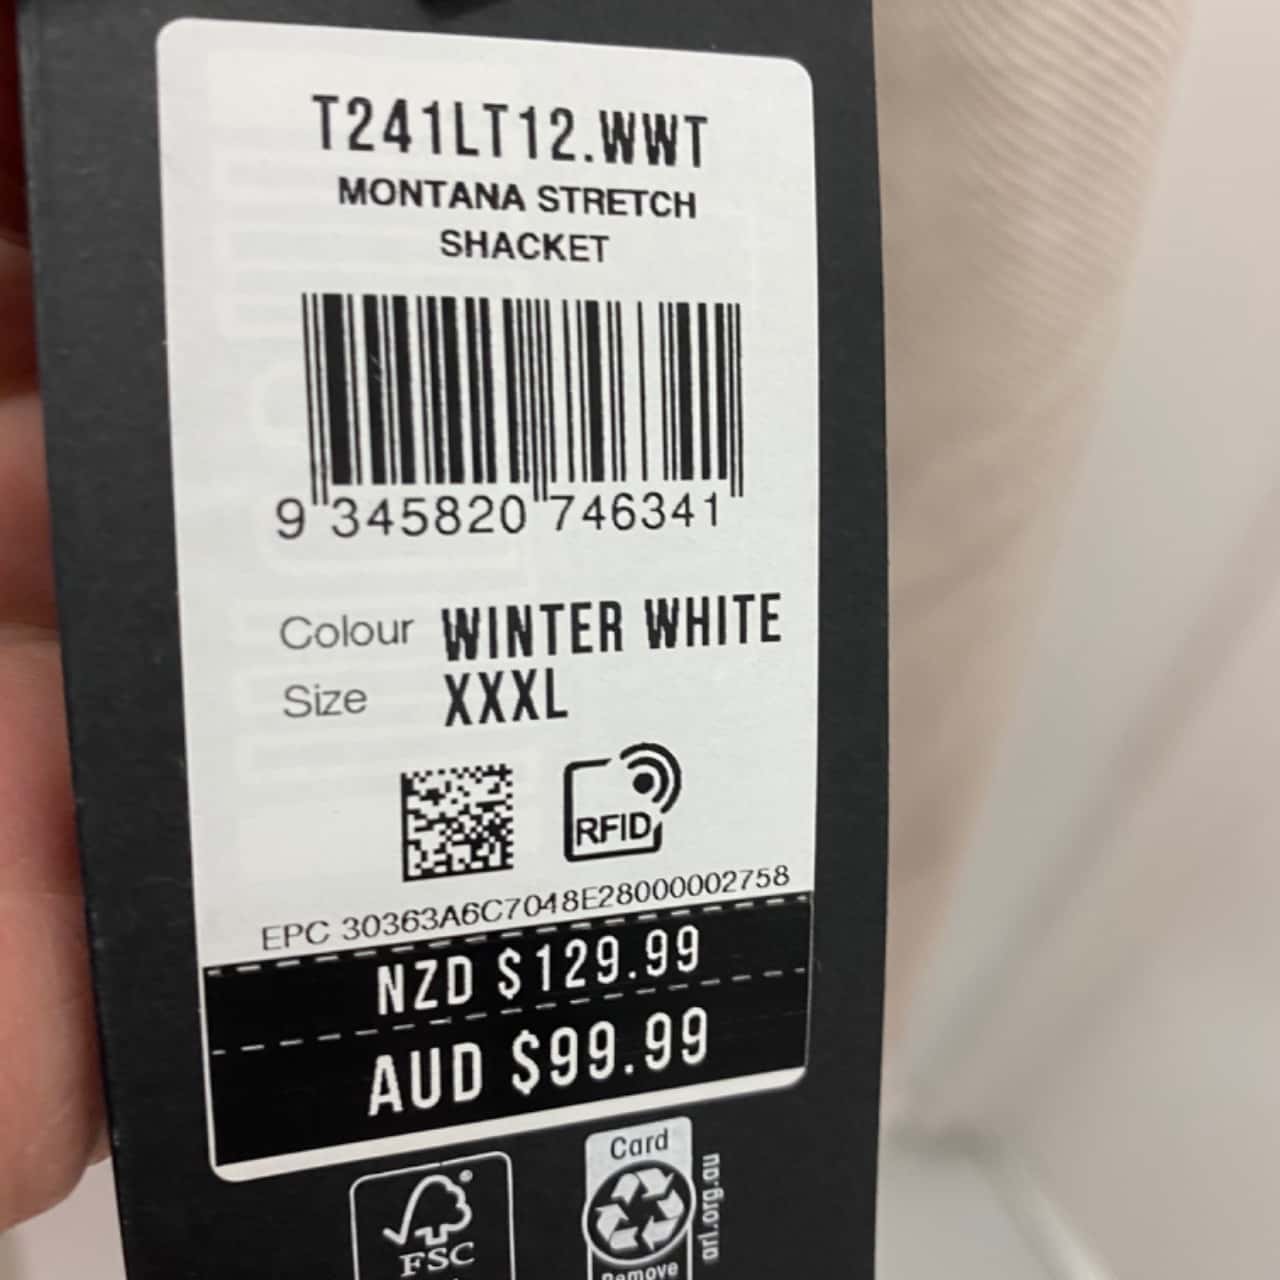 T241LT12.WWT
MONTANA STRETCH
SHACKET
9 345820 746341
Colour WINTER WHITE
Size XXXL
RFID
EPC 30363A6C7048E28000002758
NZD $129.99
AUD $99.99
FSC
Card
arl.org.au
Remove